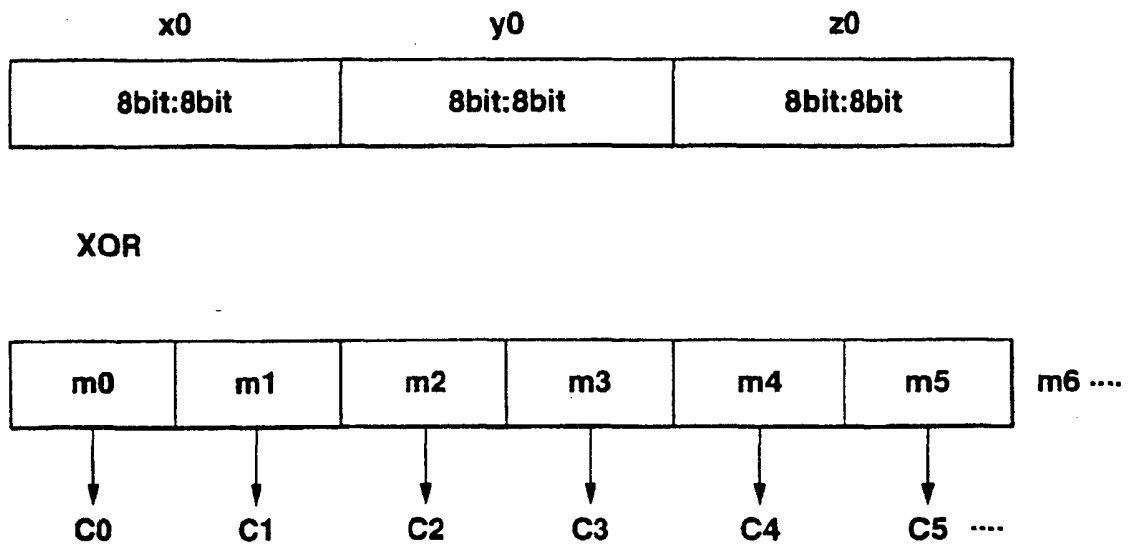 x0 y0 z0
8bit:8bit 8bit:8bit 8bit:8bit
XOR
m0 m1 m2 m3 m4 m5 m6 ····
C0 C1 C2 C3 C4 C5 ····